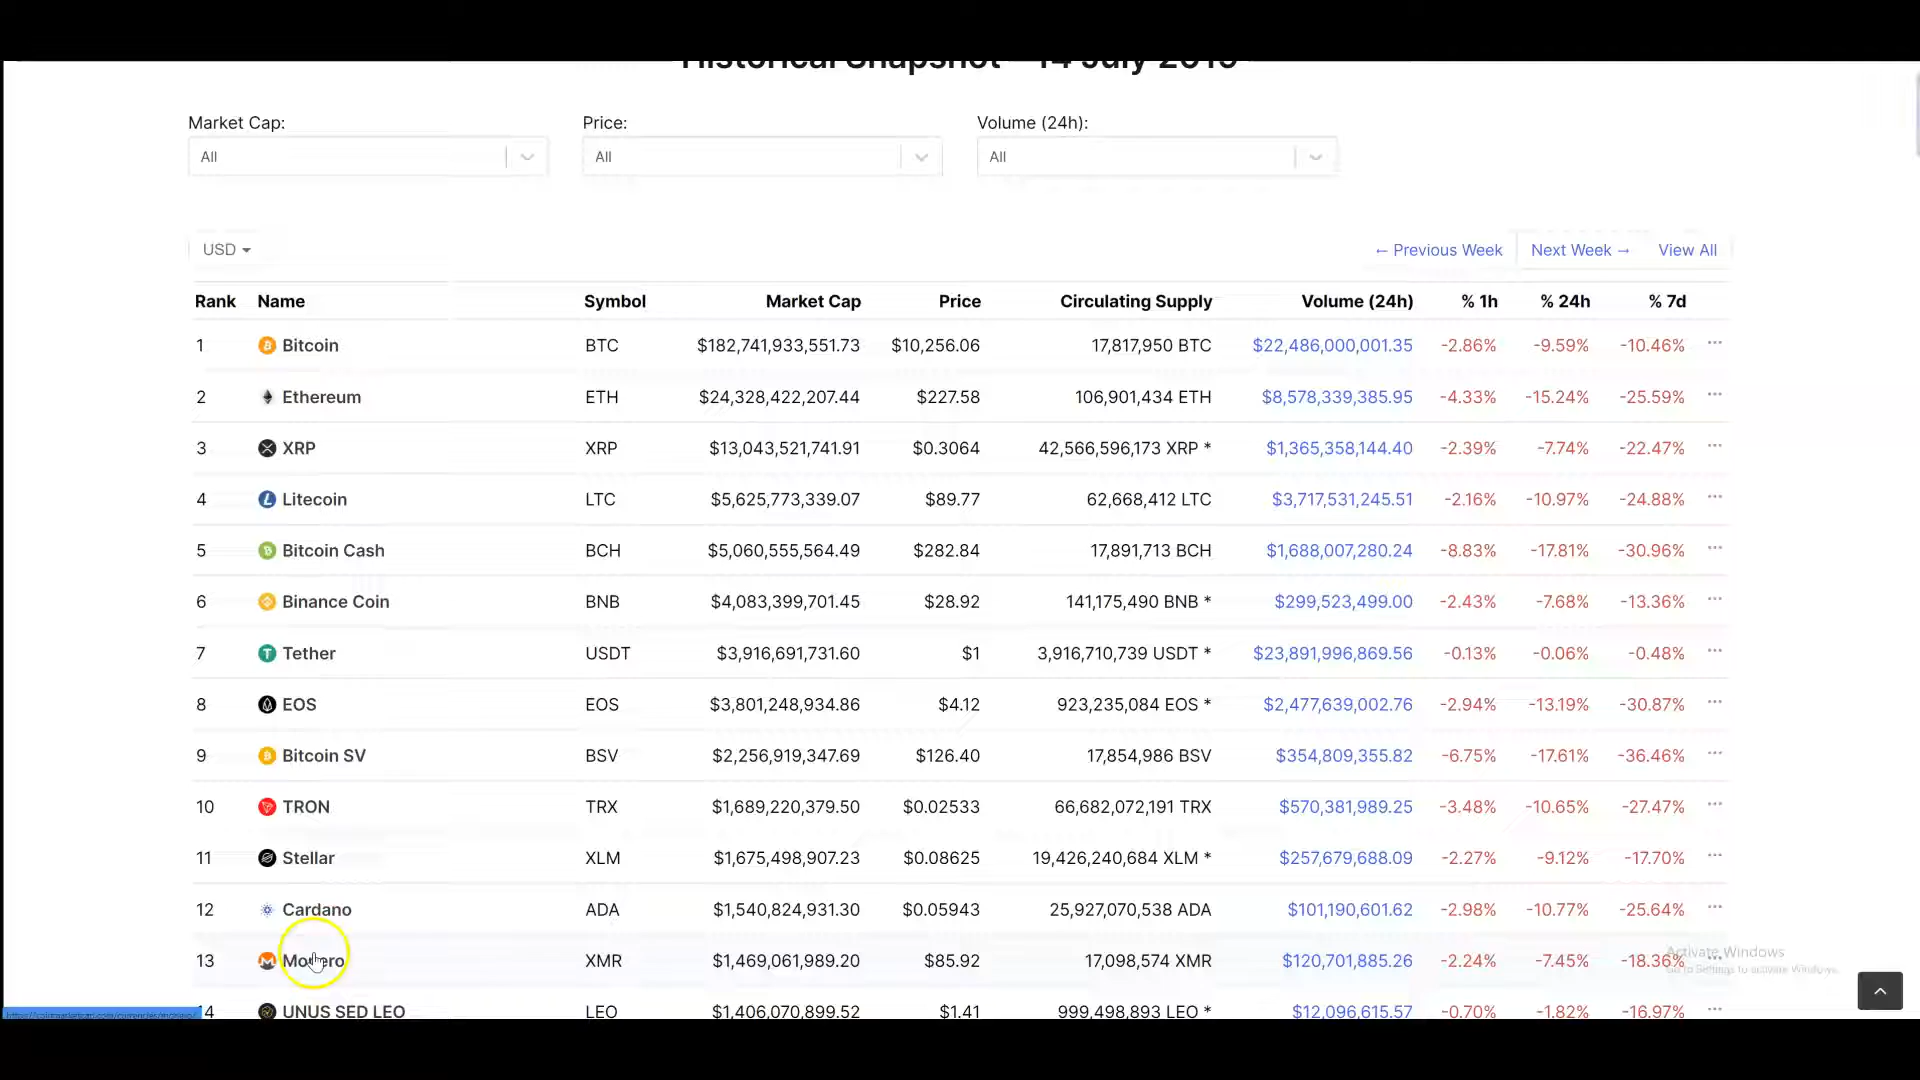 Historical Snapshot - 14 July 2019
Market Cap: Price: Volume (24h):
All All All
USD ← Previous Week Next Week → View All
Rank Name Symbol Market Cap Price Circulating Supply Volume (24h) % 1h % 24h % 7d
1 Bitcoin BTC $182,741,933,551.73 $10,256.06 17,817,950 BTC $22,486,000,001.35 -2.86% -9.59% -10.46% ...
2 Ethereum ETH $24,328,422,207.44 $227.58 106,901,434 ETH $8,578,339,385.95 -4.33% -15.24% -25.59% ...
3 XRP XRP $13,043,521,741.91 $0.3064 42,566,596,173 XRP * $1,365,358,144.40 -2.39% -7.74% -22.47% ...
4 Litecoin LTC $5,625,773,339.07 $89.77 62,668,412 LTC $3,717,531,245.51 -2.16% -10.97% -24.88% ...
5 Bitcoin Cash BCH $5,060,555,564.49 $282.84 17,891,713 BCH $1,688,007,280.24 -8.83% -17.81% -30.96% ...
6 Binance Coin BNB $4,083,399,701.45 $28.92 141,175,490 BNB * $299,523,499.00 -2.43% -7.68% -13.36% ...
7 Tether USDT $3,916,691,731.60 $1 3,916,710,739 USDT * $23,891,996,869.56 -0.13% -0.06% -0.48% ...
8 EOS EOS $3,801,248,934.86 $4.12 923,235,084 EOS * $2,477,639,002.76 -2.94% -13.19% -30.87% ...
9 Bitcoin SV BSV $2,256,919,347.69 $126.40 17,854,986 BSV $354,809,355.82 -6.75% -17.61% -36.46% ...
10 TRON TRX $1,689,220,379.50 $0.02533 66,682,072,191 TRX $570,381,989.25 -3.48% -10.65% -27.47% ...
11 Stellar XLM $1,675,498,907.23 $0.08625 19,426,240,684 XLM * $257,679,688.09 -2.27% -9.12% -17.70% ...
12 Cardano ADA $1,540,824,931.30 $0.05943 25,927,070,538 ADA $101,190,601.62 -2.98% -10.77% -25.64% ...
Activate Windows
13 Monero XMR $1,469,061,989.20 $85.92 17,098,574 XMR $120,701,885.26 -2.24% -7.45% -18.36% ...
Go to Settings to activate Windows.
14 UNUS SED LEO LEO $1,406,070,899.52 $1.41 999,498,893 LEO * $12,096,615.57 -0.70% -1.82% -16.97% ...
https://coinmarketcap.com/currencies/monero/